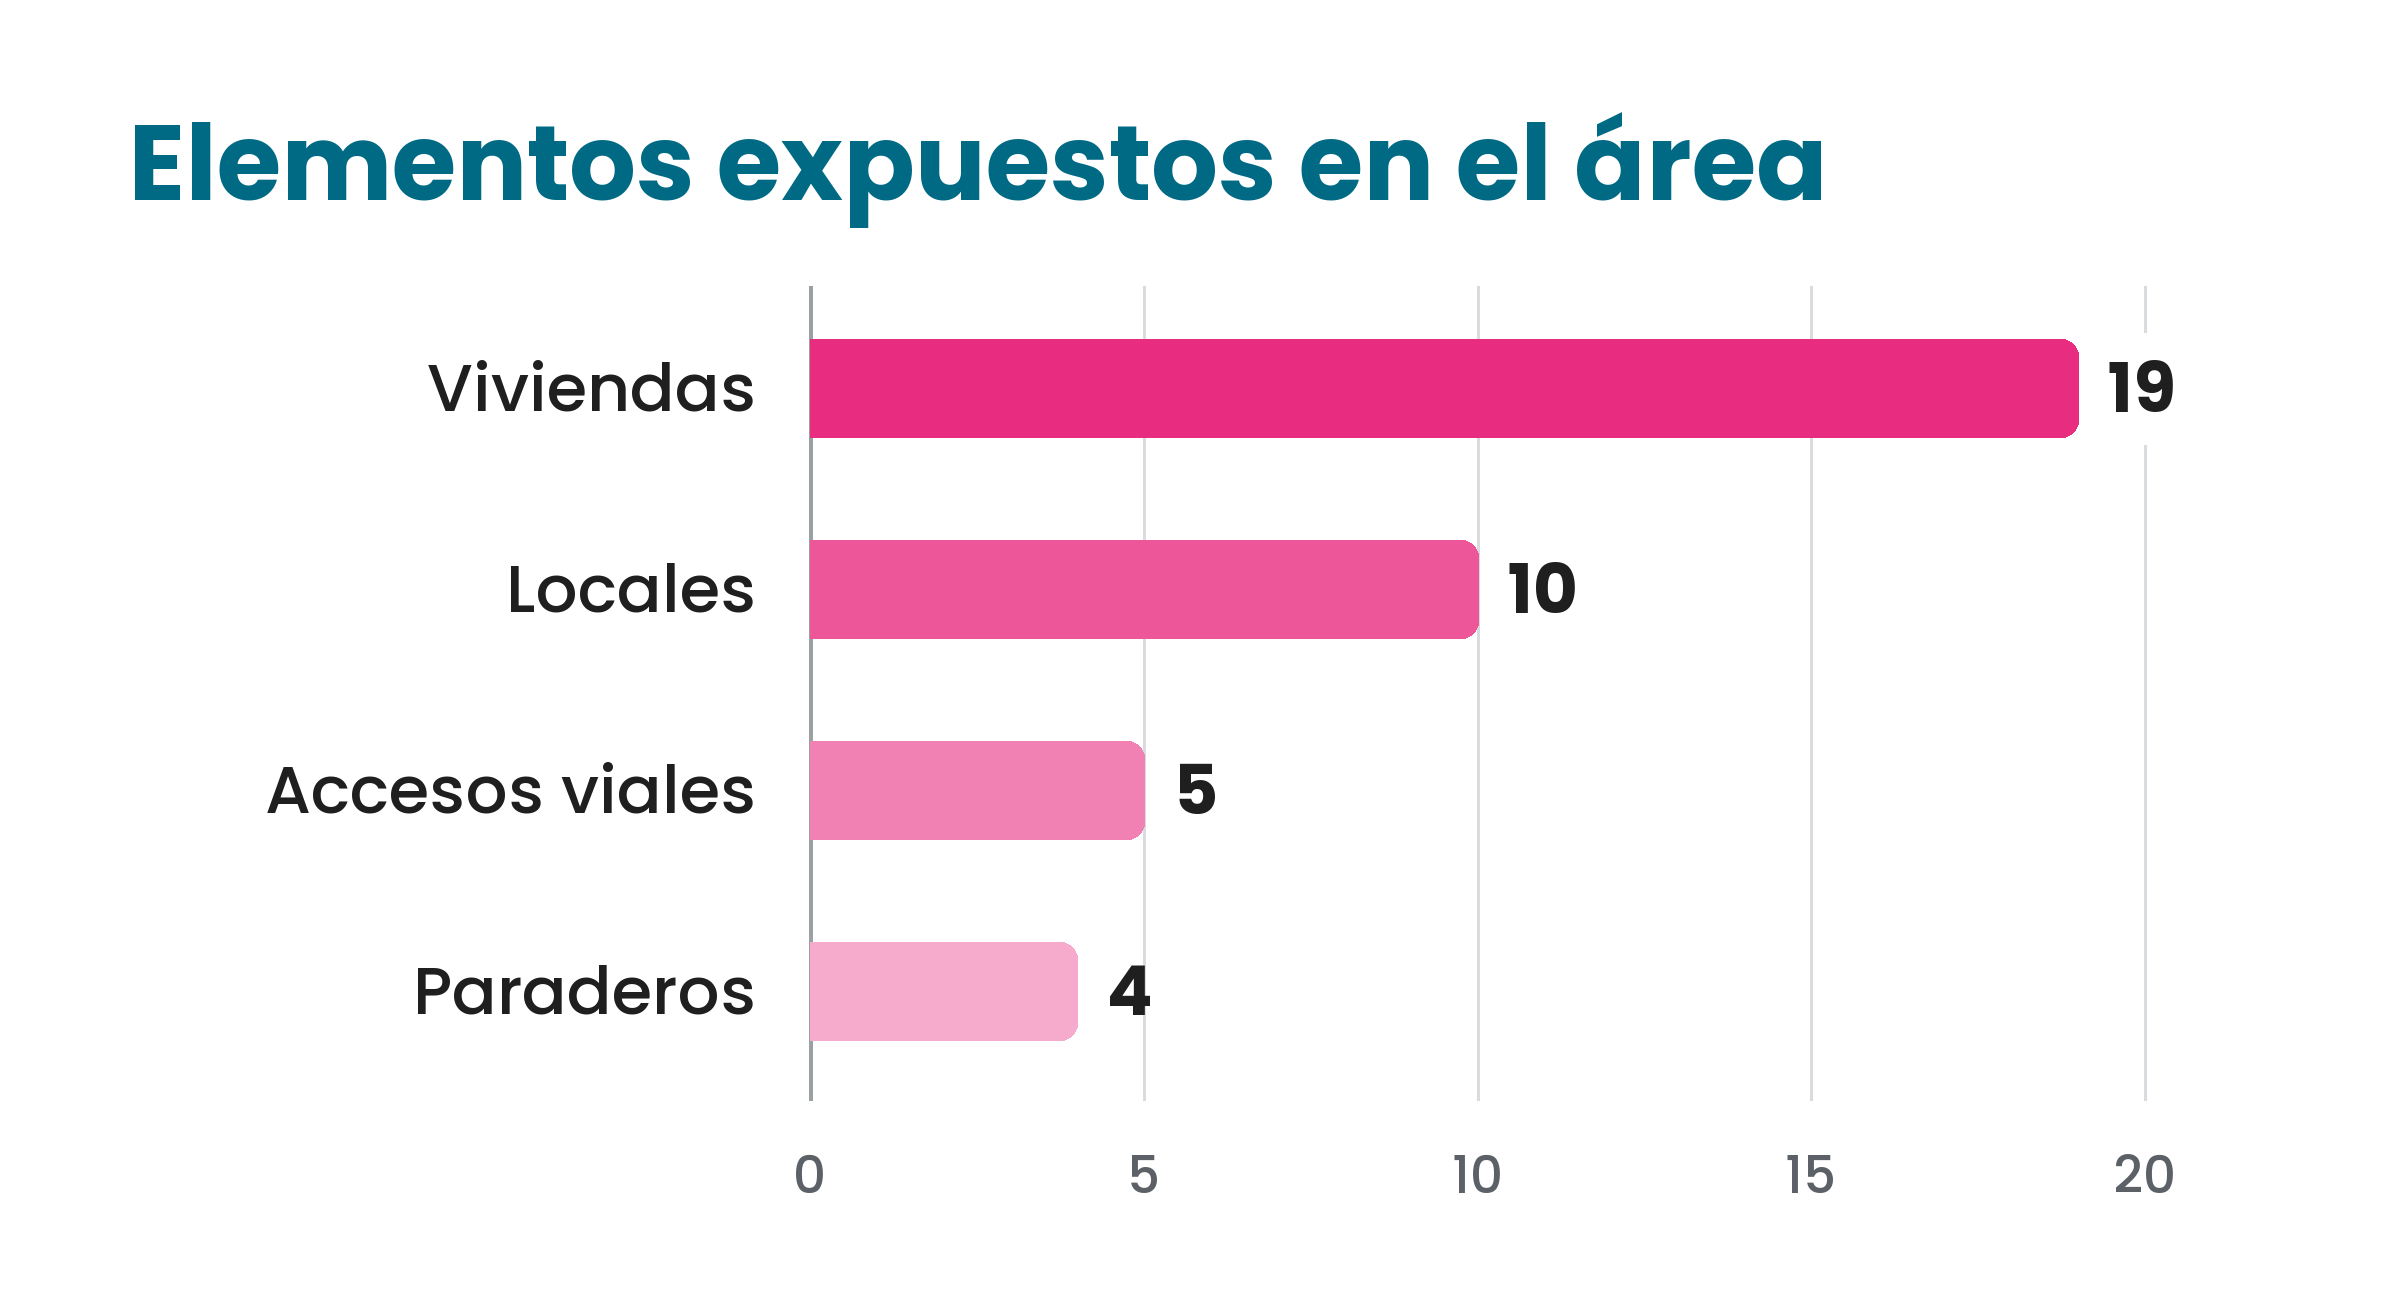 Elementos expuestos en el área
Viviendas 19
Locales 10
Accesos viales 5
Paraderos 4
0 5 10 15 20